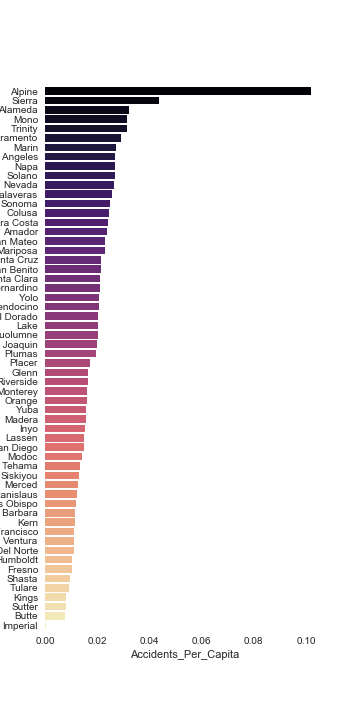 Alpine
Sierra
Alameda
Mono
Trinity
ramento
Marin
Angeles
Napa
Solano
Nevada
alaveras
Sonoma
Colusa
ra Costa
Amador
an Mateo
Mariposa
nta Cruz
an Benito
nta Clara
ernardino
Yolo
endocino
l Dorado
Lake
uolumne
Joaquin
Plumas
Placer
Glenn
Riverside
Monterey
Orange
Yuba
Madera
Inyo
Lassen
an Diego
Modoc
Tehama
Siskiyou
Merced
tanislaus
s Obispo
Barbara
Kern
rancisco
Ventura
Del Norte
Humboldt
Fresno
Shasta
Tulare
Kings
Sutter
Butte
Imperial
0.00 0.02 0.04 0.06 0.08 0.10
Accidents_Per_Capita